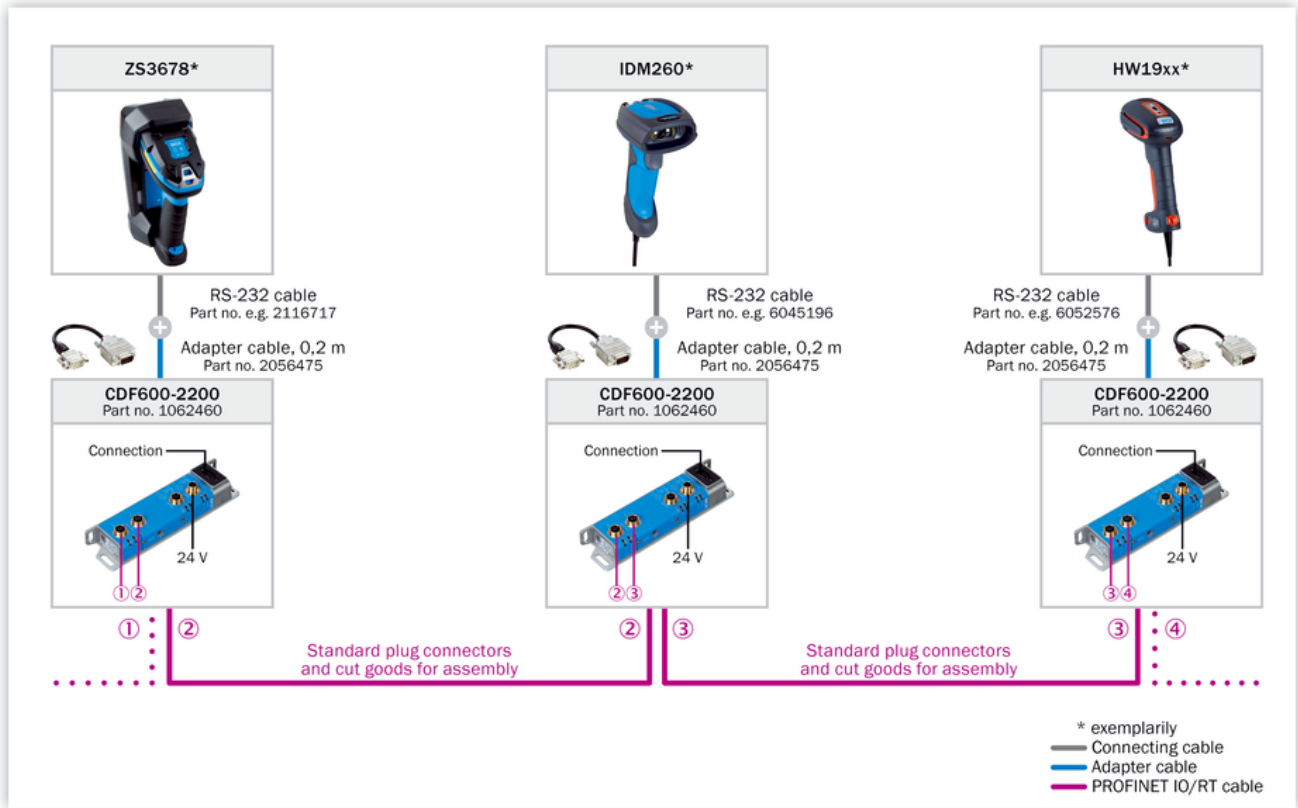 ZS3678*
IDM260*
HW19xx*
RS-232 cable
Part no. e.g. 2116717
Adapter cable, 0,2 m
Part no. 2056475
RS-232 cable
Part no. e.g. 6045196
Adapter cable, 0,2 m
Part no. 2056475
RS-232 cable
Part no. e.g. 6052576
Adapter cable, 0,2 m
Part no. 2056475
CDF600-2200
Part no. 1062460
Connection
24 V
①②
CDF600-2200
Part no. 1062460
Connection
24 V
②③
CDF600-2200
Part no. 1062460
Connection
24 V
③④
① ②
② ③
③ ④
Standard plug connectors
and cut goods for assembly
Standard plug connectors
and cut goods for assembly
* exemplarily
Connecting cable
Adapter cable
PROFINET IO/RT cable